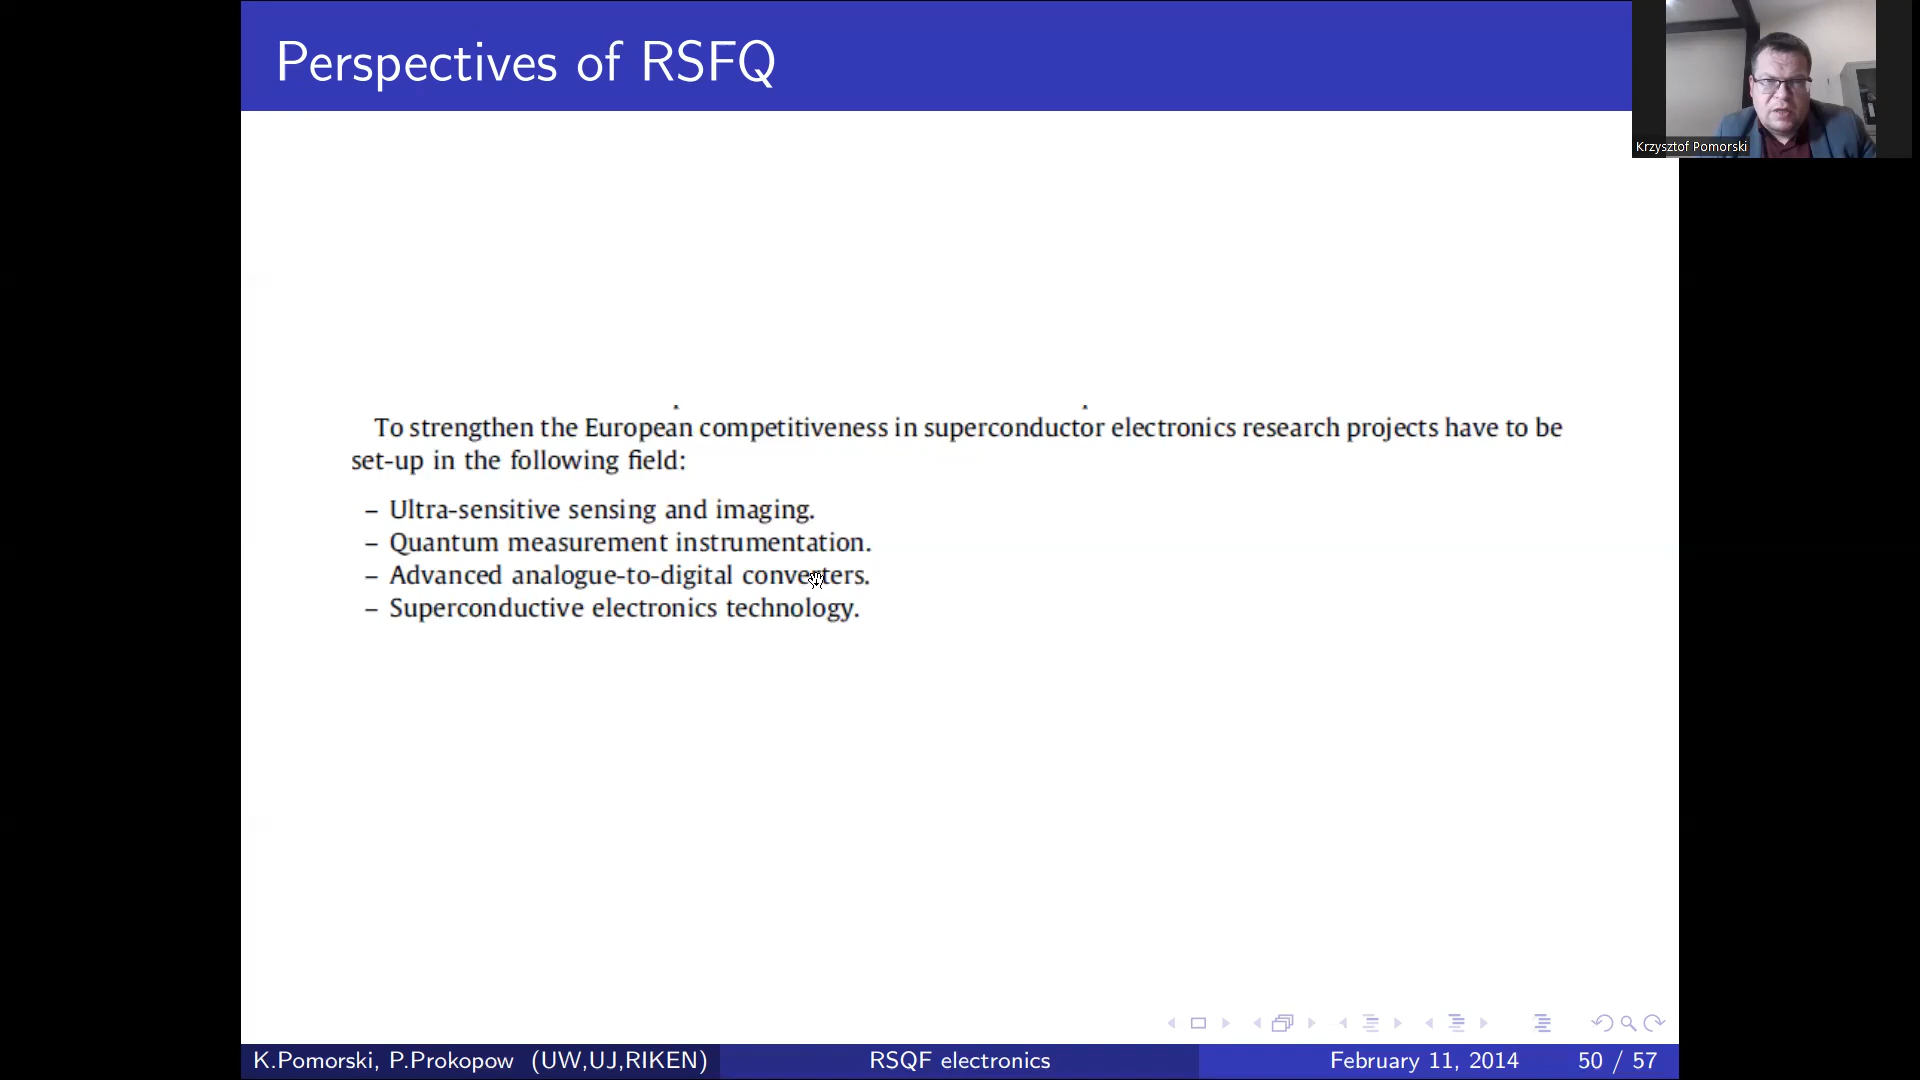 Perspectives of RSFQ
Krzysztof Pomorski
To strengthen the European competitiveness in superconductor electronics research projects have to be
set-up in the following field:
– Ultra-sensitive sensing and imaging.
– Quantum measurement instrumentation.
– Advanced analogue-to-digital converters.
– Superconductive electronics technology.
K.Pomorski, P.Prokopow (UW,UJ,RIKEN) RSQF electronics February 11, 2014 50 / 57